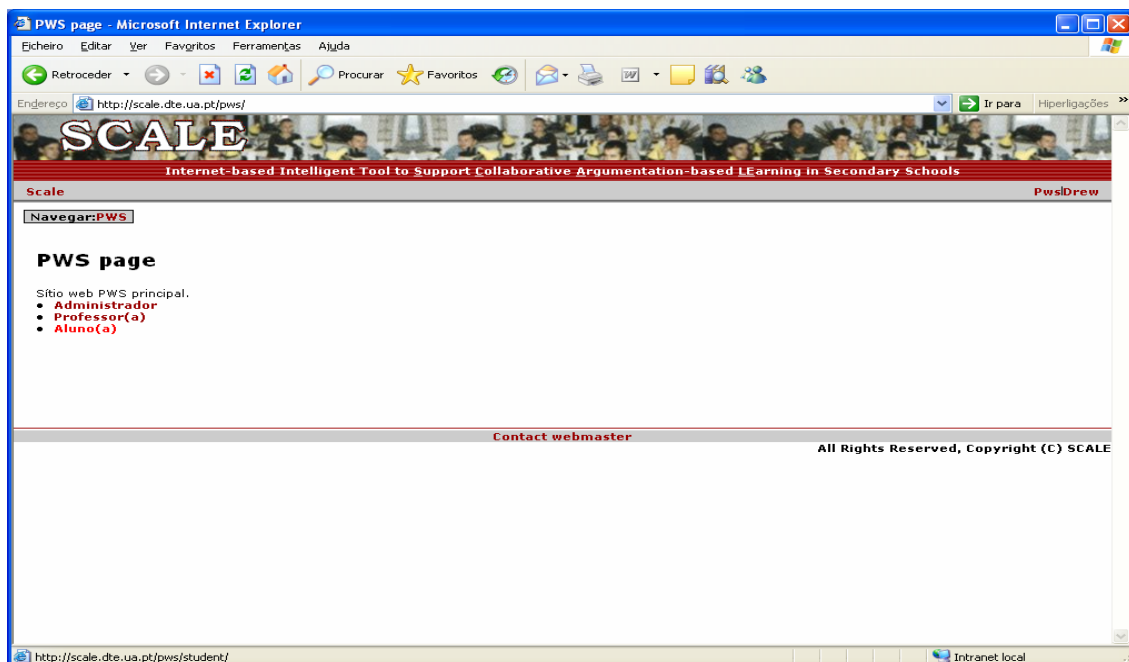 PWS page - Microsoft Internet Explorer
Ficheiro Editar Ver Favoritos Ferramentas Ajuda
Retroceder Procurar Favoritos
Endereço http://scale.dte.ua.pt/pws/ Ir para Hiperligações »
SCALE
Internet-based Intelligent Tool to Support Collaborative Argumentation-based LEarning in Secondary Schools
Scale Pws|Drew
Navegar:PWS
PWS page
Sítio web PWS principal.
• Administrador
• Professor(a)
• Aluno(a)
Contact webmaster
All Rights Reserved, Copyright (C) SCALE
http://scale.dte.ua.pt/pws/student/ Intranet local